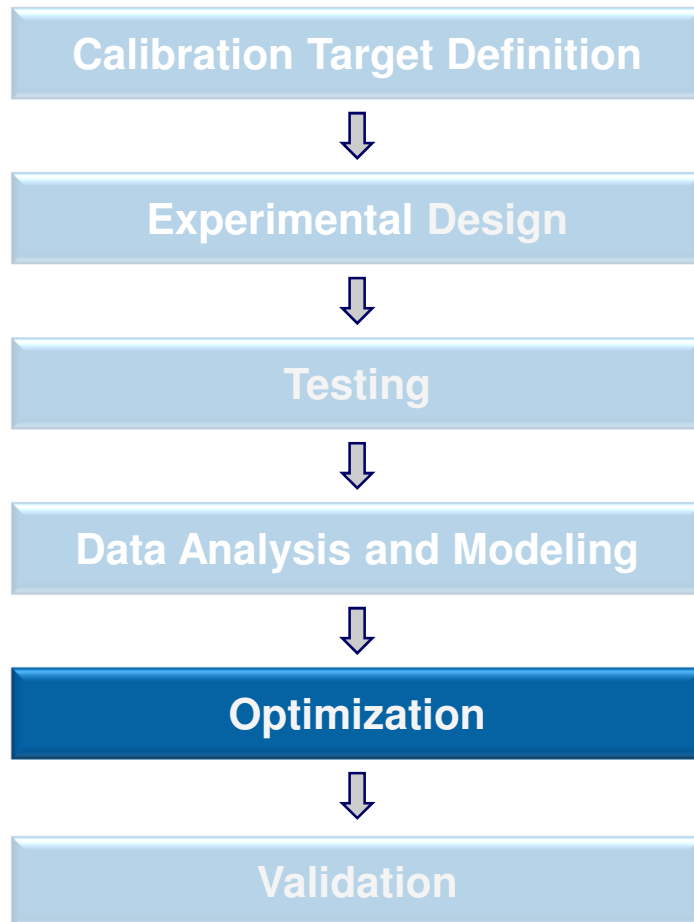 Calibration Target Definition
Experimental Design
Testing
Data Analysis and Modeling
Optimization
Validation